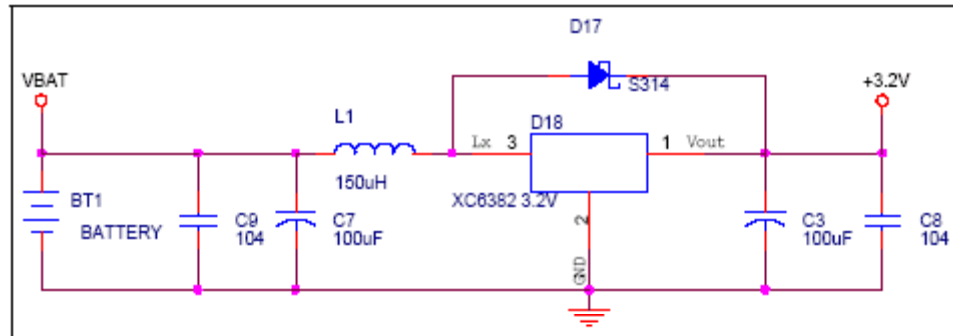 D17
VBAT
S314
+3.2V
L1
D18
Lx
3
1
Vout
150uH
XC6382 3.2V
BT1
BATTERY
C9
104
C7
100uF
2
GND
C3
100uF
C8
104